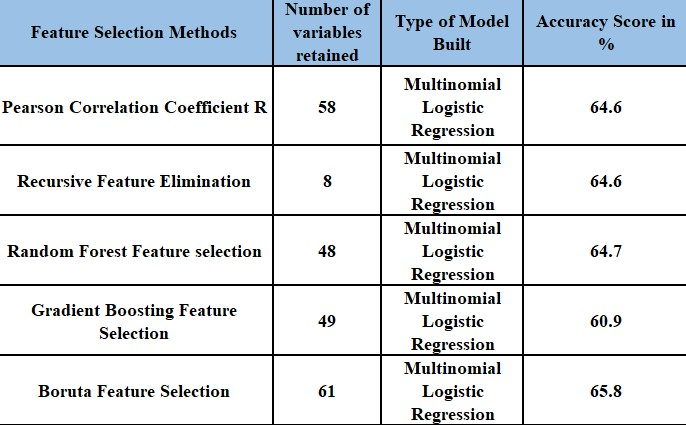 Feature Selection Methods
Number of
variables
retained
Type of Model
Built
Accuracy Score in
%
Pearson Correlation Coefficient R
58
Multinomial
Logistic
Regression
64.6
Recursive Feature Elimination
8
Multinomial
Logistic
Regression
64.6
Random Forest Feature selection
48
Multinomial
Logistic
Regression
64.7
Gradient Boosting Feature
Selection
49
Multinomial
Logistic
Regression
60.9
Boruta Feature Selection
61
Multinomial
Logistic
Regression
65.8